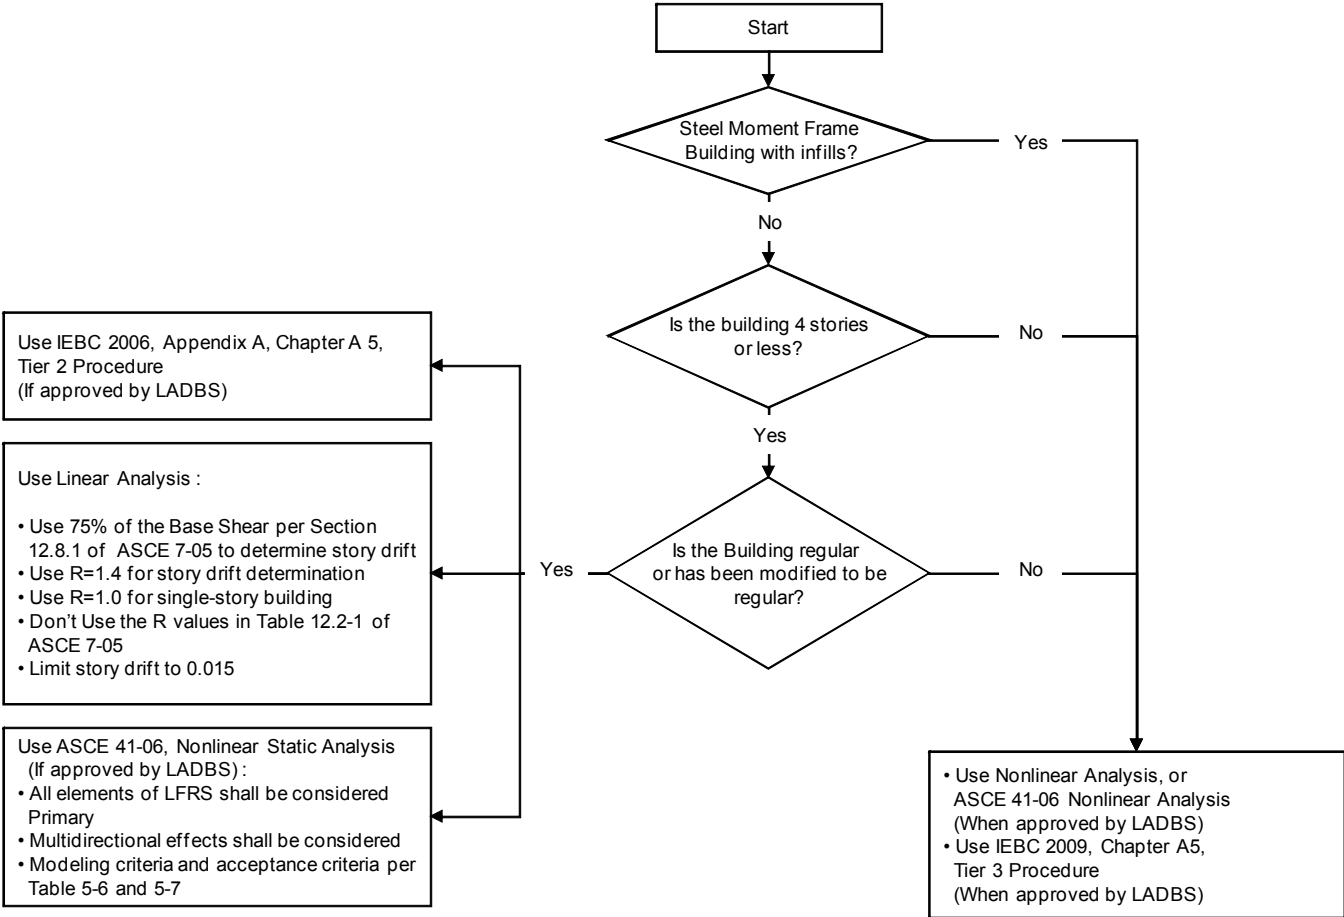 Start
Steel Moment Frame
Building with infills?
Yes
No
Is the building 4 stories
or less?
No
Yes
Is the Building regular
or has been modified to be
regular?
Yes
No
Use IEBC 2006, Appendix A, Chapter A 5,
Tier 2 Procedure
(If approved by LADBS)
Use Linear Analysis :
• Use 75% of the Base Shear per Section
12.8.1 of ASCE 7-05 to determine story drift
• Use R=1.4 for story drift determination
• Use R=1.0 for single-story building
• Don't Use the R values in Table 12.2-1 of
ASCE 7-05
• Limit story drift to 0.015
Use ASCE 41-06, Nonlinear Static Analysis
(If approved by LADBS) :
• All elements of LFRS shall be considered
Primary
• Multidirectional effects shall be considered
• Modeling criteria and acceptance criteria per
Table 5-6 and 5-7
• Use Nonlinear Analysis, or
ASCE 41-06 Nonlinear Analysis
(When approved by LADBS)
• Use IEBC 2009, Chapter A5,
Tier 3 Procedure
(When approved by LADBS)